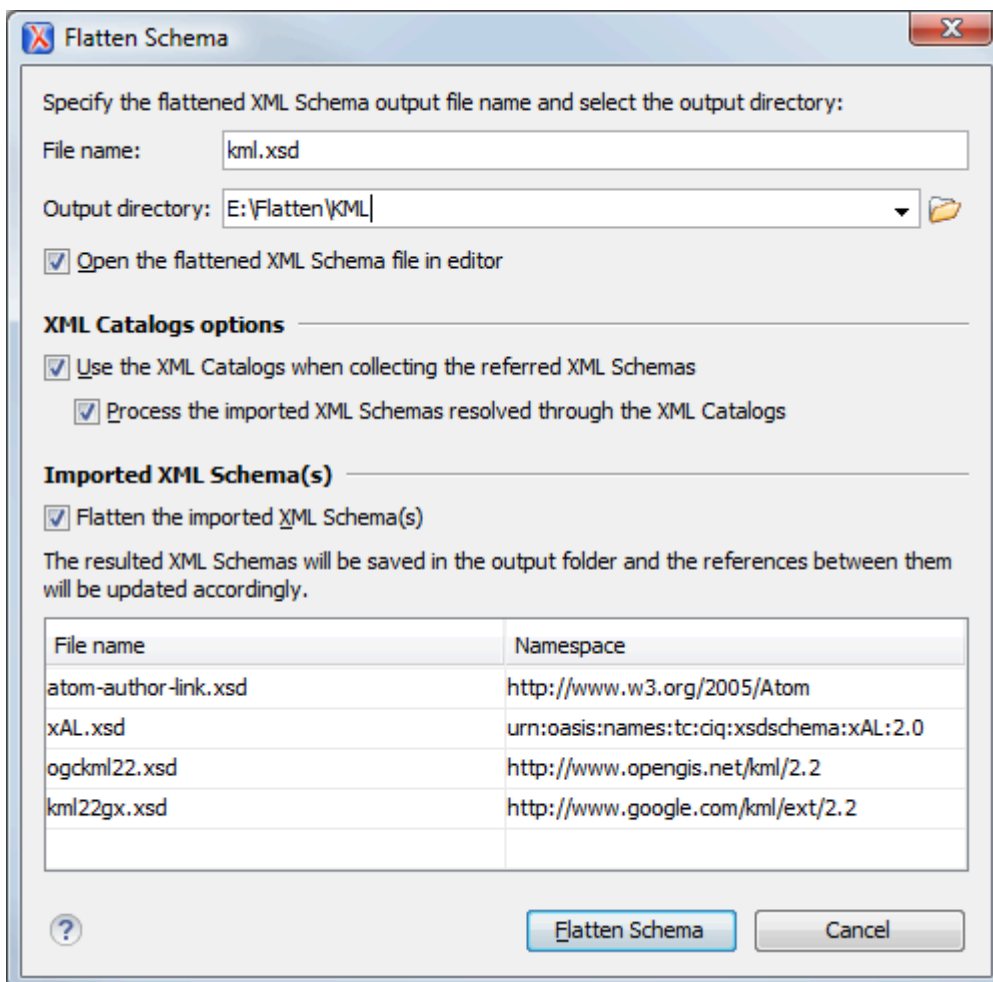 Flatten Schema
Specify the flattened XML Schema output file name and select the output directory:
File name: kml.xsd
Output directory: E:\Flatten\KML
Open the flattened XML Schema file in editor
XML Catalogs options
Use the XML Catalogs when collecting the referred XML Schemas
Process the imported XML Schemas resolved through the XML Catalogs
Imported XML Schema(s)
Flatten the imported XML Schema(s)
The resulted XML Schemas will be saved in the output folder and the references between them
will be updated accordingly.
File name Namespace
atom-author-link.xsd http://www.w3.org/2005/Atom
xAL.xsd urn:oasis:names:tc:ciq:xsdschema:xAL:2.0
ogckml22.xsd http://www.opengis.net/kml/2.2
kml22gx.xsd http://www.google.com/kml/ext/2.2
? Flatten Schema Cancel